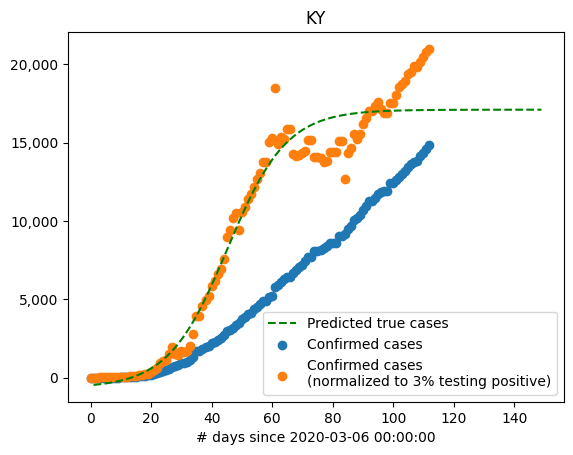 KY
20,000
15,000
10,000
5,000
0
Predicted true cases
Confirmed cases
Confirmed cases
(normalized to 3% testing positive)
0 20 40 60 80 100 120 140
# days since 2020-03-06 00:00:00